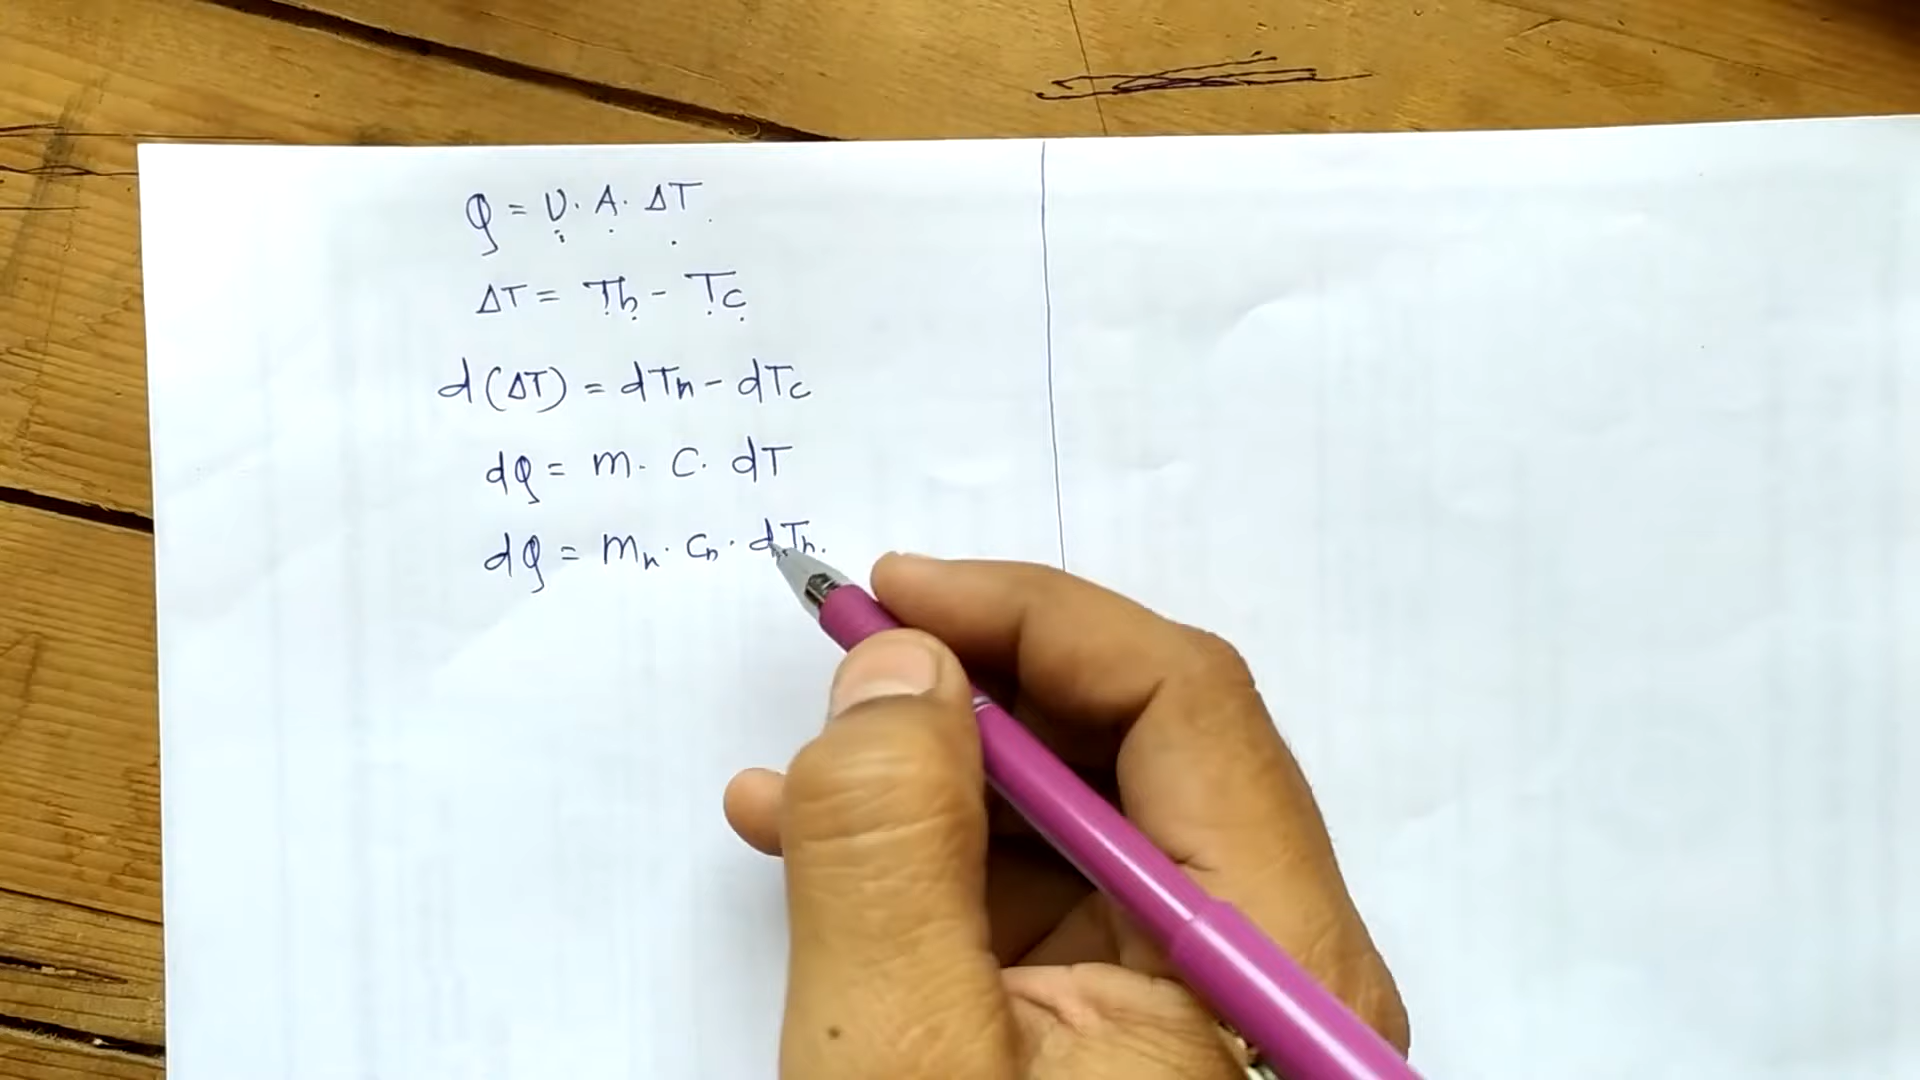 Q = U. A. ΔT
ΔT = Th - Tc
d(ΔT) = dTh - dTc
dQ = m. c. dT
dQ = mh. ch. dTh.